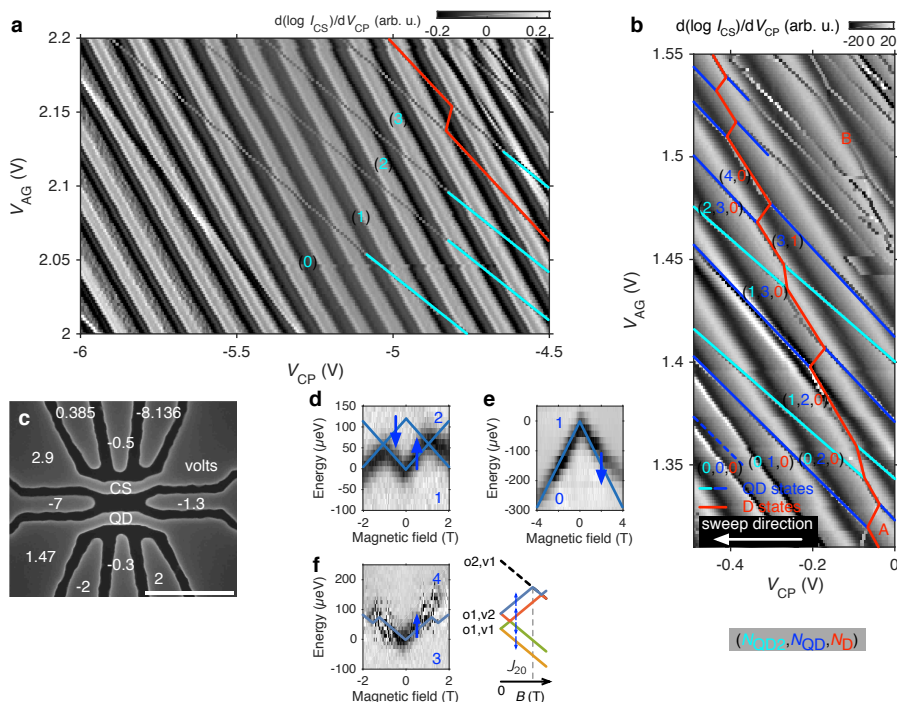 a
d(log I_CS)/dV_CP (arb. u.)
-0.2 0 0.2
2.2
2.15
2.1
2.05
2
V_AG (V)
(3)
(2)
(1)
(0)
-6 -5.5 -5 -4.5
V_CP (V)
b
d(log I_CS)/dV_CP (arb. u.)
-20 0 20
1.55
1.5
1.45
1.4
1.35
V_AG (V)
B
(4,0)
(2,3,0)
(3,1)
(1,3,0)
(1,2,0)
(0,0,0) (0,1,0) (0,2,0)
QD states
D states
A
sweep direction
-0.4 -0.2 0
V_CP (V)
(N_QD2,N_QD,N_D)
c
0.385 -8.136
-0.5
2.9 volts
CS
-7 -1.3
QD
1.47 -0.3
-2 2
d
150
100
50
0
-50
-100
Energy (µeV)
2
1
-2 0 2
Magnetic field (T)
e
0
-100
-200
-300
Energy (µeV)
1
0
-4 0 4
Magnetic field (T)
f
200
100
0
-100
Energy (µeV)
4
3
-2 0 2
Magnetic field (T)
o2,v1
o1,v2
o1,v1
J_20
0 B (T)